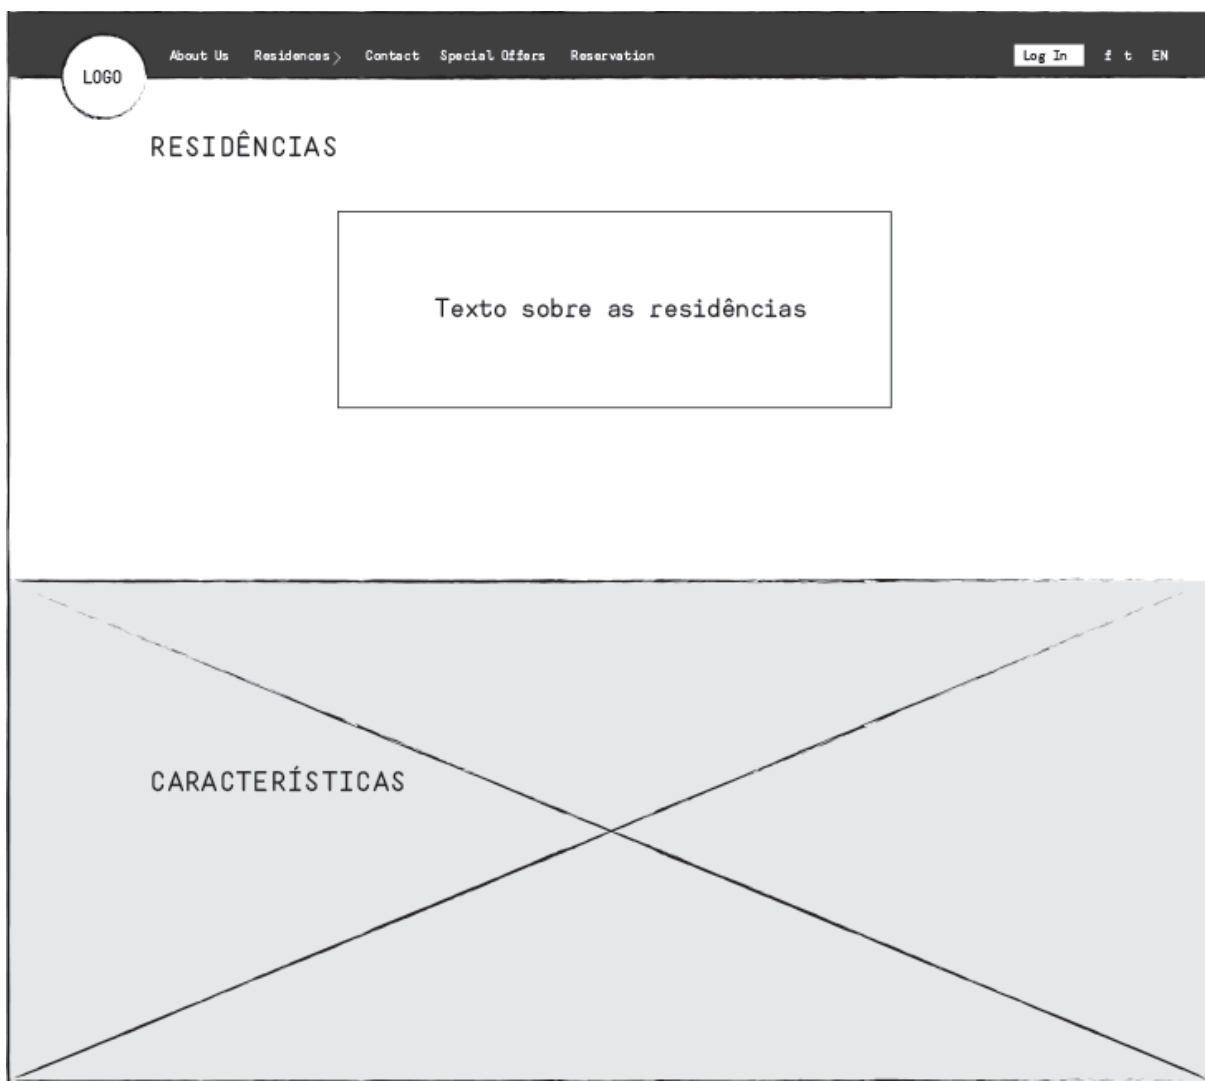 LOGO
About Us Residences Contact Special Offers Reservation Log In f t EN
RESIDÊNCIAS
Texto sobre as residências
CARACTERÍSTICAS